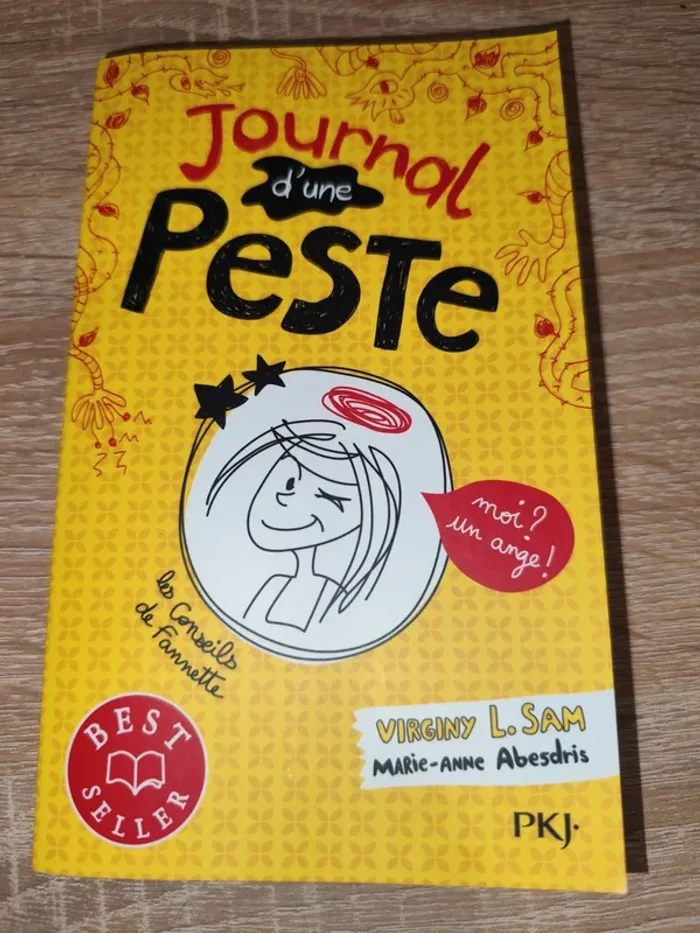 Journal
d'une
PeSTe
moi?
un ange!
les Conseils
de Fannette
BEST
SELLER
VIRGINY L. SAM
MARie-ANNe Abesdris
PKJ·